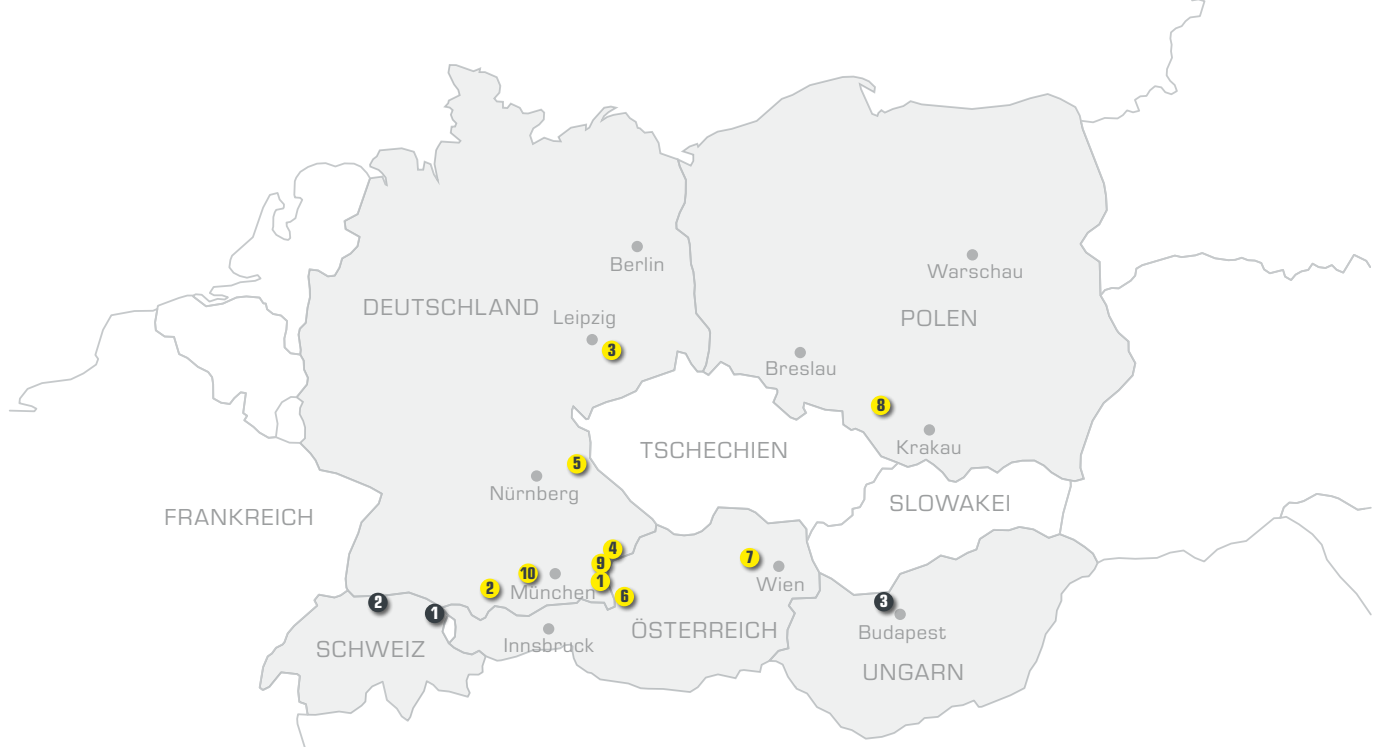 Berlin
Warschau
DEUTSCHLAND
Leipzig
POLEN
3
Breslau
8
Krakau
TSCHECHIEN
5
Nürnberg
SLOWAKEI
FRANKREICH
4
7
9
10
Wien
1
2
München
6
2
3
1
Budapest
ÖSTERREICH
Innsbruck
SCHWEIZ
UNGARN